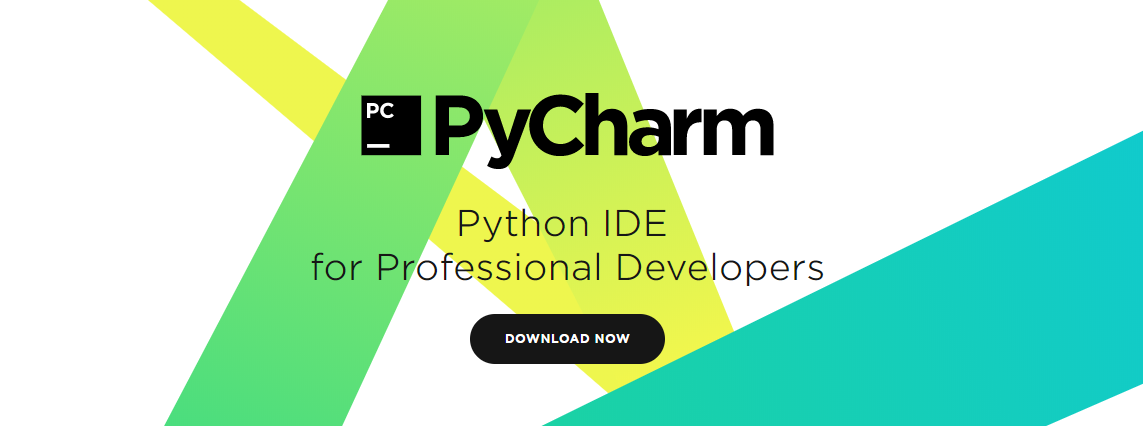 PC
PyCharm
Python IDE
for Professional Developers
DOWNLOAD NOW